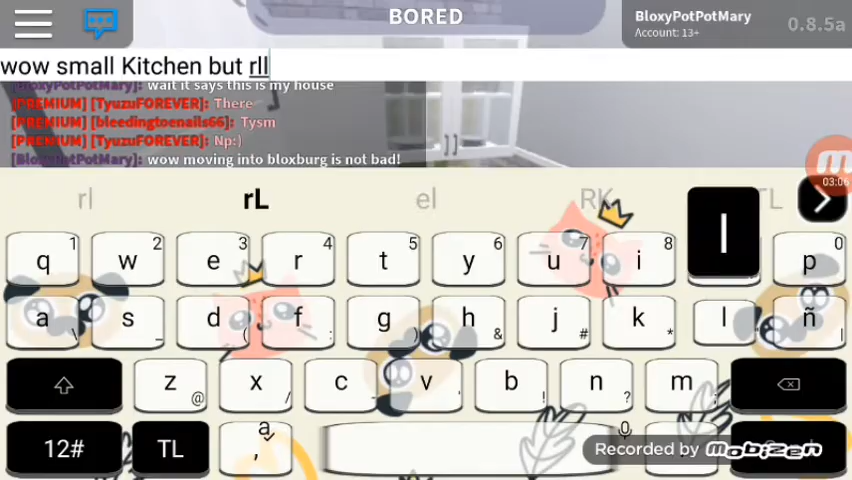 BORED
BloxyPotPotMary
Account: 13+
0.8.5a
wow small Kitchen but rll
[BloxyPotPotMary]: wait it says this is my house
[PREMIUM] [TyuzuFOREVER]: There
[PREMIUM] [bleedingtoenails66]: Tysm
[PREMIUM] [TyuzuFOREVER]: Np:)
[BloxyPotPotMary]: wow moving into bloxburg is not bad!
03:06
rl rL el RK TL
l
q 1 w 2 e 3 r 4 t 5 y 6 u 7 i 8 p 0
a \ s _ d ( f : g ) h & j # k * l ñ |
z @ x / c v b ! n ? m ;
12# TL a ,
Recorded by Mobizen